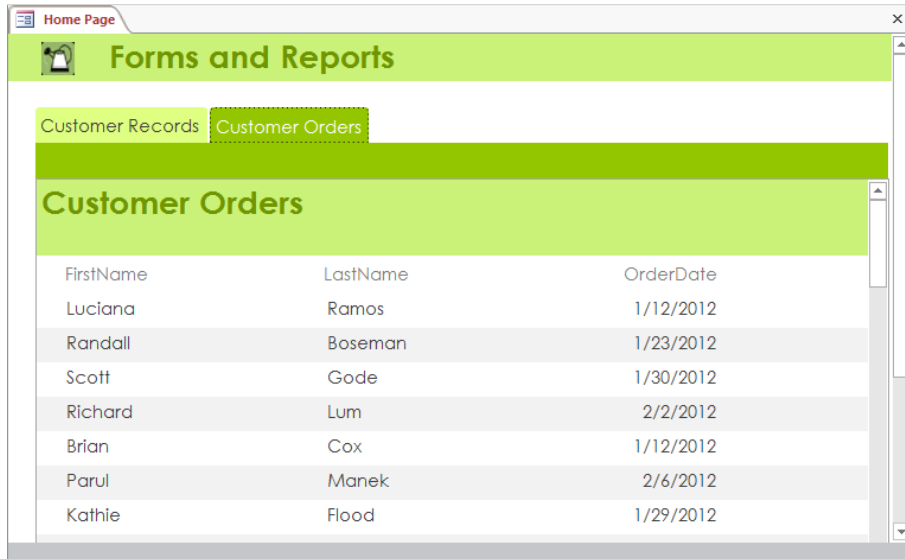 Home Page
Forms and Reports
Customer Records Customer Orders
Customer Orders
FirstName LastName OrderDate
Luciana Ramos 1/12/2012
Randall Boseman 1/23/2012
Scott Gode 1/30/2012
Richard Lum 2/2/2012
Brian Cox 1/12/2012
Parul Manek 2/6/2012
Kathie Flood 1/29/2012